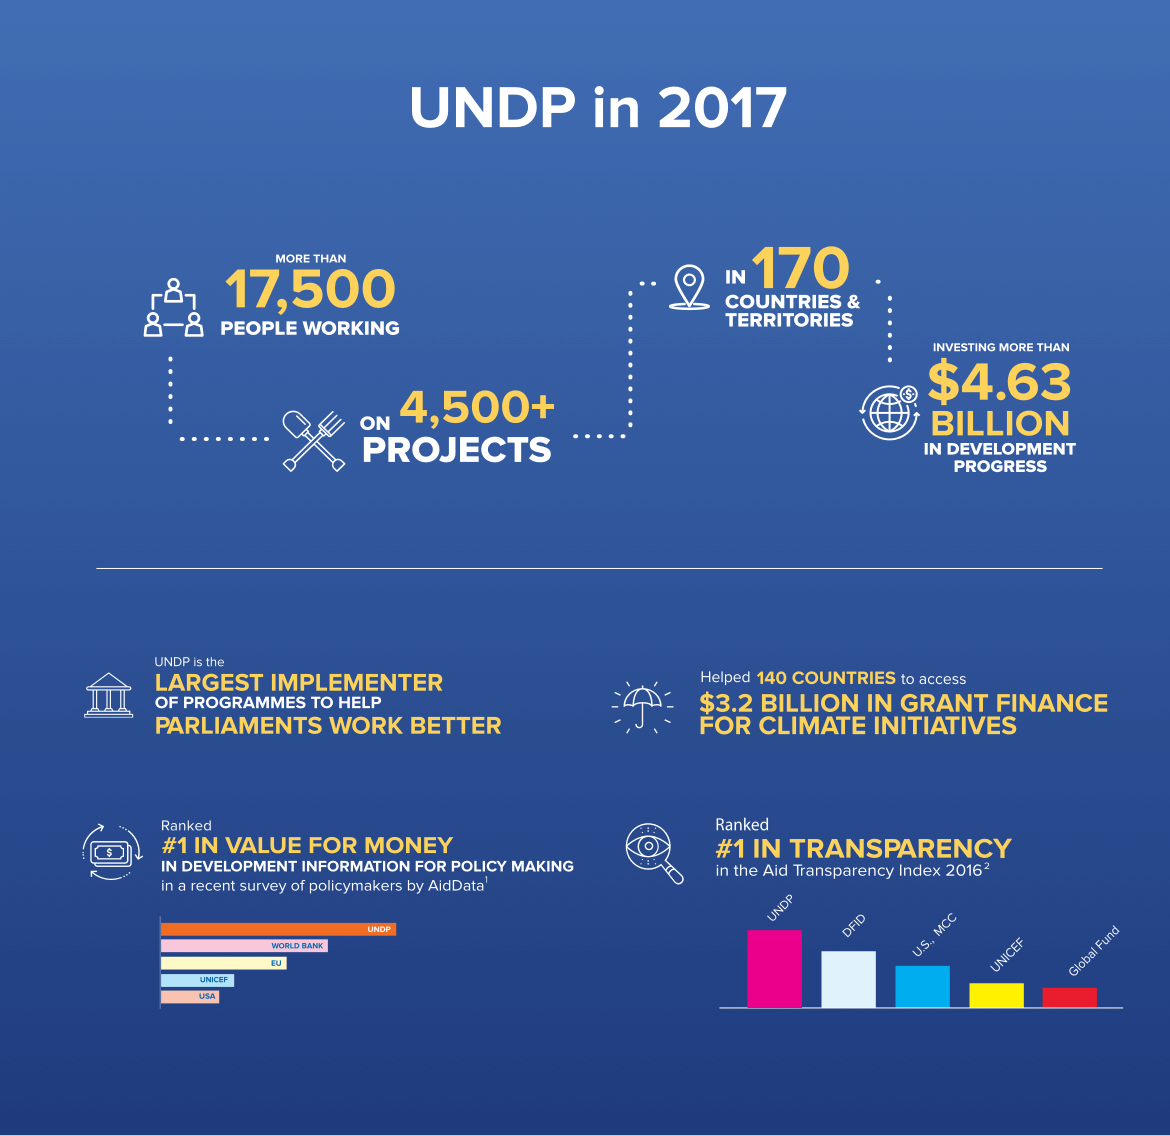 UNDP in 2017
MORE THAN
17,500
PEOPLE WORKING
ON 4,500+
PROJECTS
IN 170
COUNTRIES &
TERRITORIES
INVESTING MORE THAN
$4.63
BILLION
IN DEVELOPMENT
PROGRESS
$
UNDP is the
LARGEST IMPLEMENTER
OF PROGRAMMES TO HELP
PARLIAMENTS WORK BETTER
Helped 140 COUNTRIES to access
$3.2 BILLION IN GRANT FINANCE
FOR CLIMATE INITIATIVES
$
Ranked
#1 IN VALUE FOR MONEY
IN DEVELOPMENT INFORMATION FOR POLICY MAKING
in a recent survey of policymakers by AidData1
UNDP
WORLD BANK
EU
UNICEF
USA
Ranked
#1 IN TRANSPARENCY
in the Aid Transparency Index 2016 2
UNDP
DFID
U.S., MCC
UNICEF
Global Fund